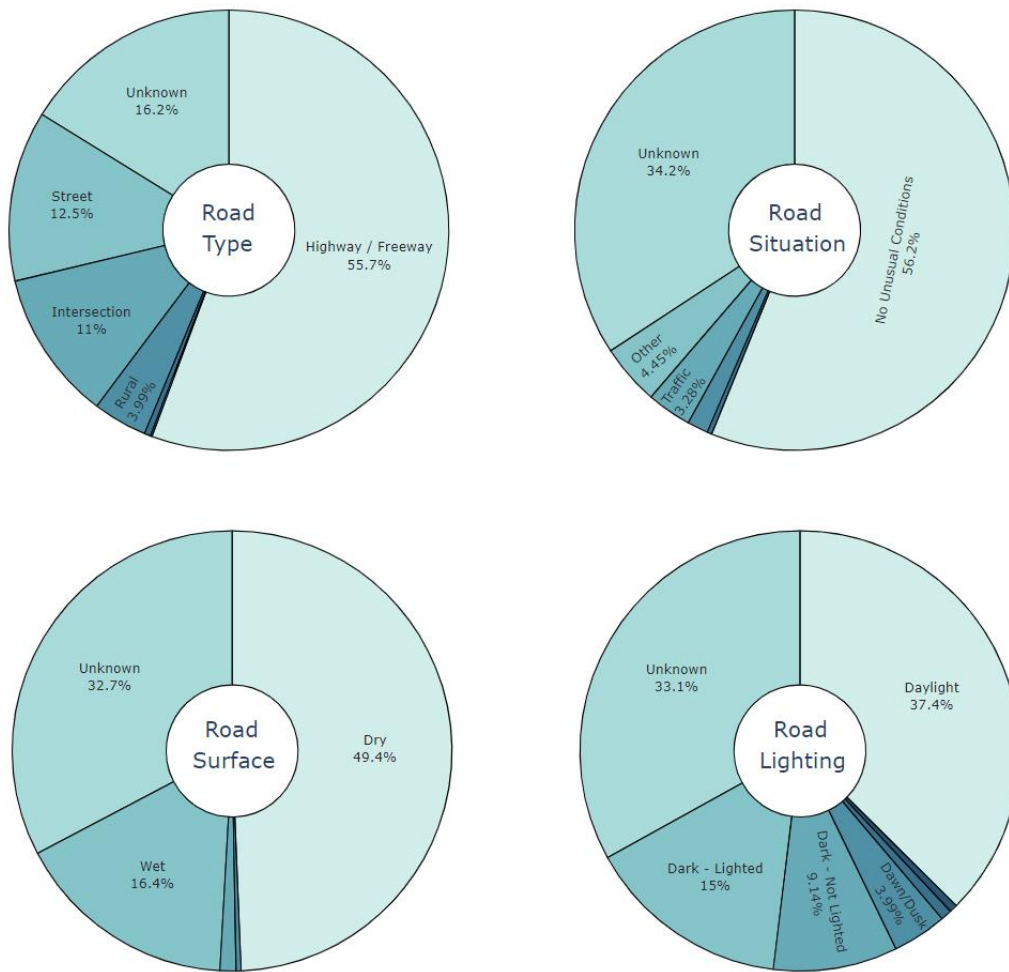 Unknown
16.2%
Street
12.5%
Intersection
11%
Rural
3.99%
Highway / Freeway
55.7%
Road
Type
Unknown
34.2%
Other
4.45%
Traffic
3.28%
No Unusual Conditions
56.2%
Road
Situation
Unknown
32.7%
Wet
16.4%
Dry
49.4%
Road
Surface
Unknown
33.1%
Dark - Lighted
15%
Dark - Not Lighted
9.14%
Dawn/Dusk
3.99%
Daylight
37.4%
Road
Lighting